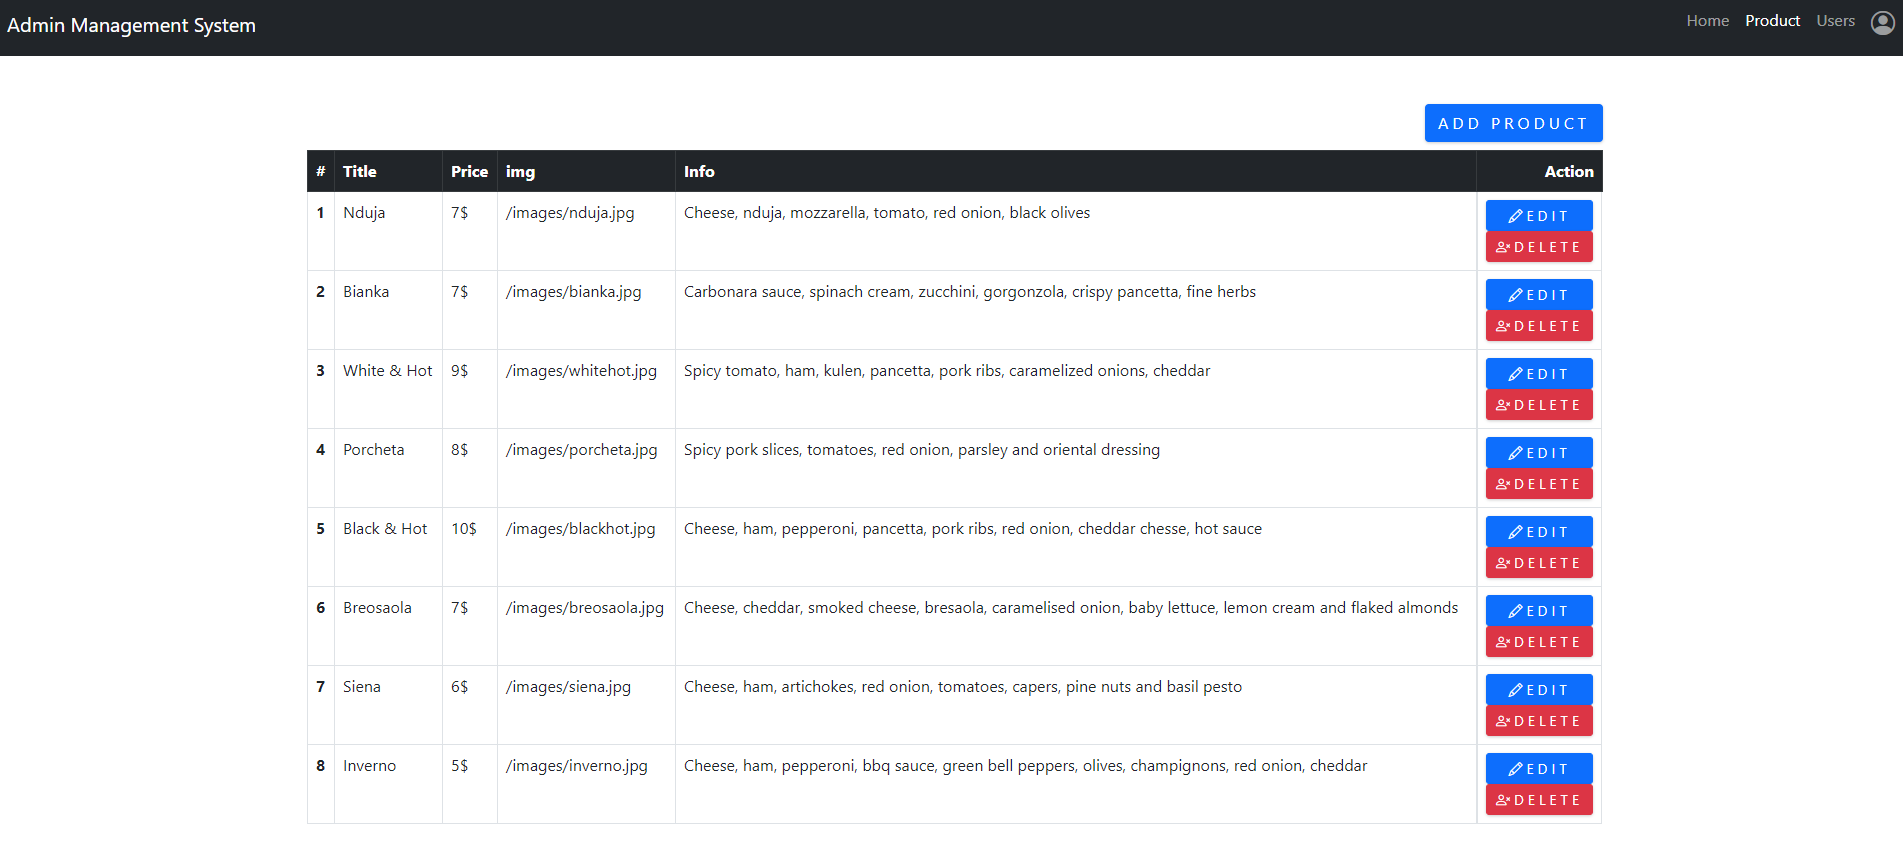 Admin Management System
Home Product Users
ADD PRODUCT
# Title Price img Info Action
1 Nduja 7$ /images/nduja.jpg Cheese, nduja, mozzarella, tomato, red onion, black olives EDIT
DELETE
2 Bianka 7$ /images/bianka.jpg Carbonara sauce, spinach cream, zucchini, gorgonzola, crispy pancetta, fine herbs EDIT
DELETE
3 White & Hot 9$ /images/whitehot.jpg Spicy tomato, ham, kulen, pancetta, pork ribs, caramelized onions, cheddar EDIT
DELETE
4 Porcheta 8$ /images/porcheta.jpg Spicy pork slices, tomatoes, red onion, parsley and oriental dressing EDIT
DELETE
5 Black & Hot 10$ /images/blackhot.jpg Cheese, ham, pepperoni, pancetta, pork ribs, red onion, cheddar chesse, hot sauce EDIT
DELETE
6 Breosaola 7$ /images/breosaola.jpg Cheese, cheddar, smoked cheese, bresaola, caramelised onion, baby lettuce, lemon cream and flaked almonds EDIT
DELETE
7 Siena 6$ /images/siena.jpg Cheese, ham, artichokes, red onion, tomatoes, capers, pine nuts and basil pesto EDIT
DELETE
8 Inverno 5$ /images/inverno.jpg Cheese, ham, pepperoni, bbq sauce, green bell peppers, olives, champignons, red onion, cheddar EDIT
DELETE